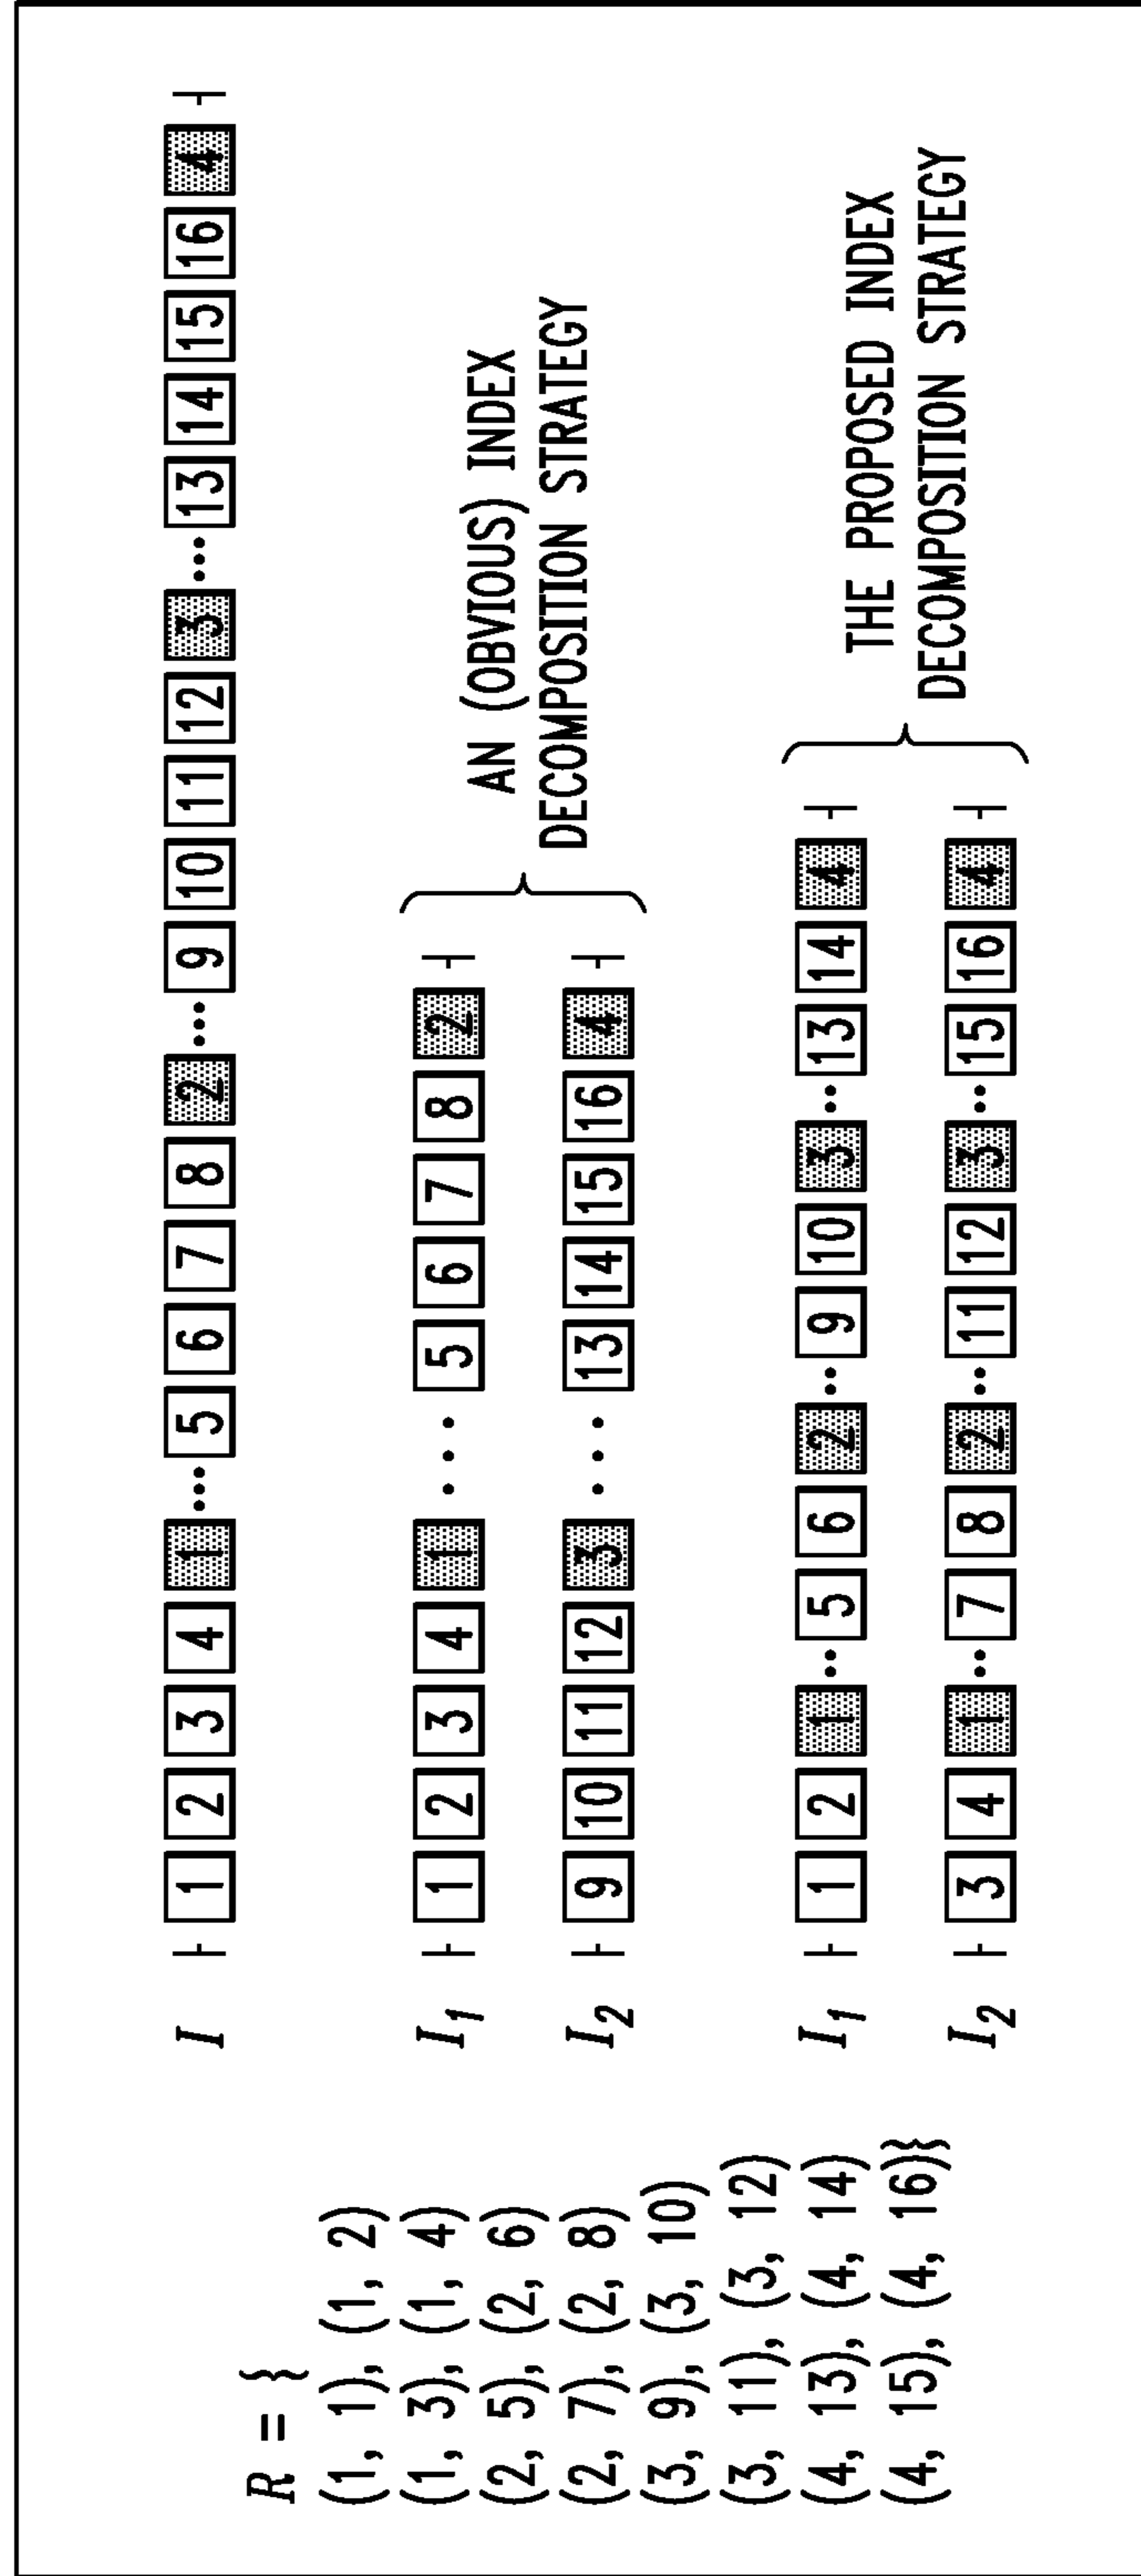 R = {
(1, 1), (1, 2)
(1, 3), (1, 4)
(2, 5), (2, 6)
(2, 7), (2, 8)
(3, 9), (3, 10)
(3, 11), (3, 12)
(4, 13), (4, 14)
(4, 15), (4, 16)}
I 1 2 3 4 1 ... 5 6 7 8 2 ... 9 10 11 12 3 ... 13 14 15 16 4
I1 1 2 3 4 1 ... 5 6 7 8 2
I2 9 10 11 12 3 ... 13 14 15 16 4
AN (OBVIOUS) INDEX
DECOMPOSITION STRATEGY
I1 1 2 1 .. 5 6 2 .. 9 10 3 .. 13 14 4
I2 3 4 1 .. 7 8 2 .. 11 12 3 .. 15 16 4
THE PROPOSED INDEX
DECOMPOSITION STRATEGY